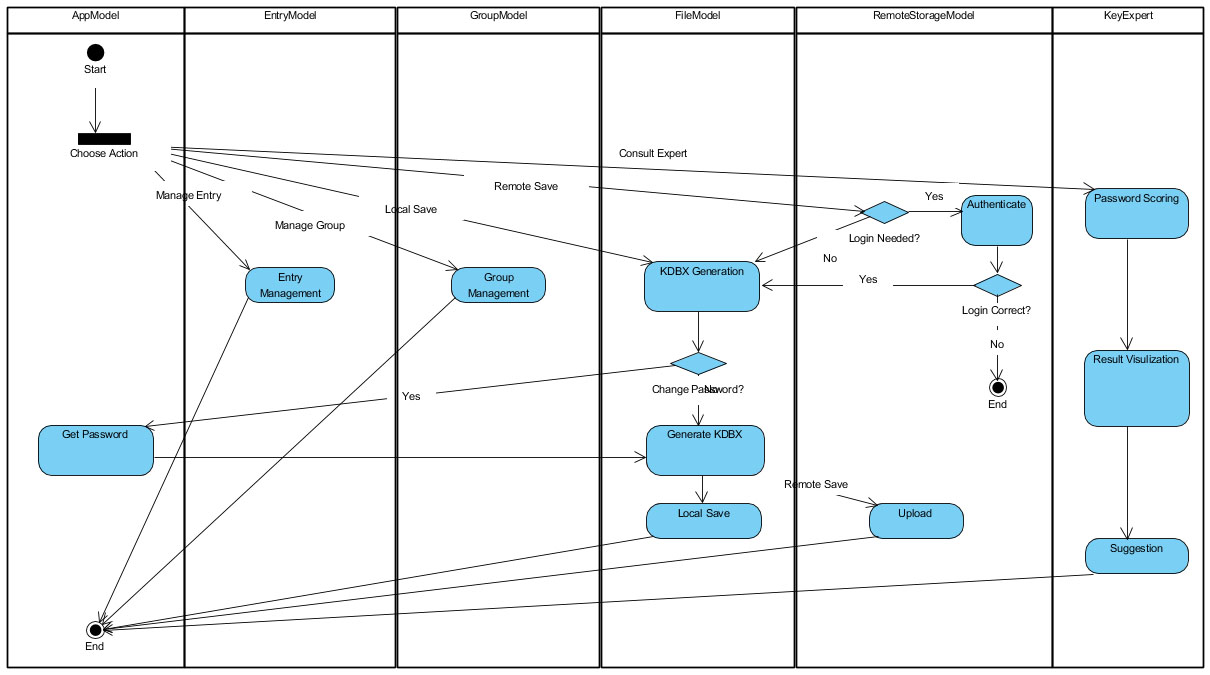 AppModel
EntryModel
GroupModel
FileModel
RemoteStorageModel
KeyExpert
Start
Choose Action
Consult Expert
Remote Save
Manage Entry
Local Save
Manage Group
Yes
Authenticate
Password Scoring
Login Needed?
No
Entry
Management
Group
Management
KDBX Generation
Yes
Login Correct?
No
Result Visulization
Change Password?
No
Yes
End
Get Password
Generate KDBX
Remote Save
Local Save
Upload
Suggestion
End